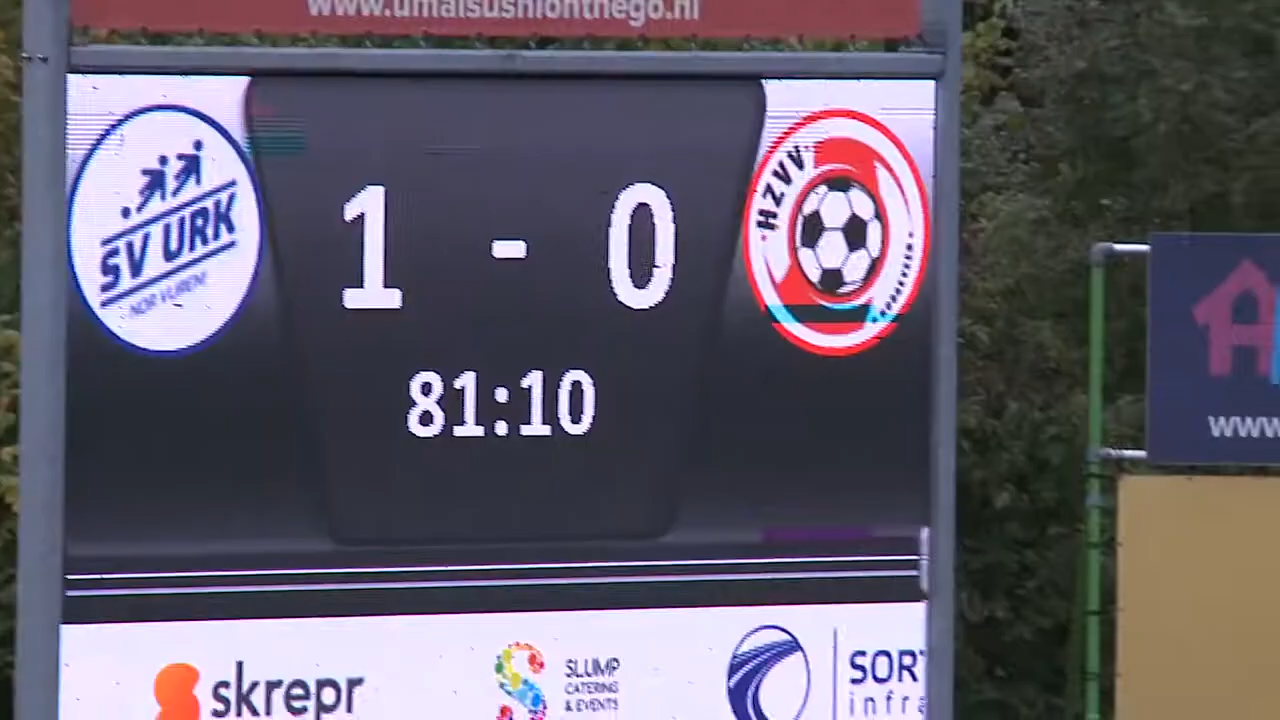 www.umaisushionthego.nl
SV URK
HZVV
1 - 0
81:10
www
skrepr
SLUMP
CATERING
& EVENTS
SORT
infra